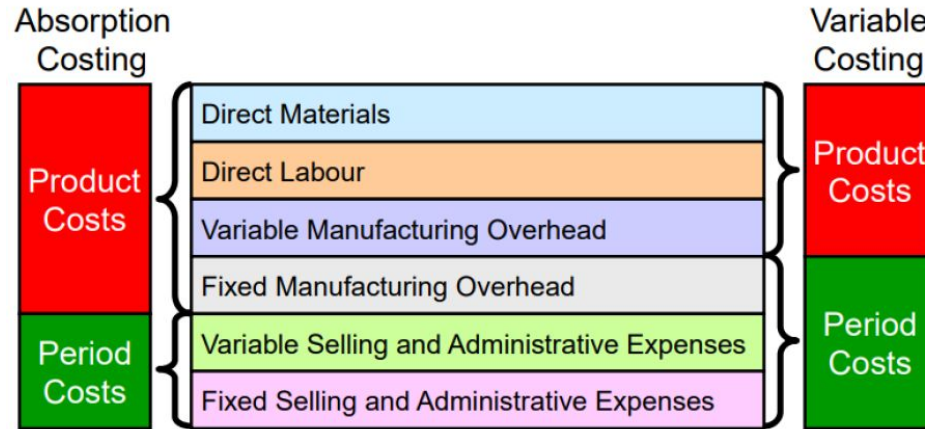 Absorption
Costing
Variable
Costing
Product
Costs
Period
Costs
Direct Materials
Direct Labour
Variable Manufacturing Overhead
Fixed Manufacturing Overhead
Variable Selling and Administrative Expenses
Fixed Selling and Administrative Expenses
Product
Costs
Period
Costs